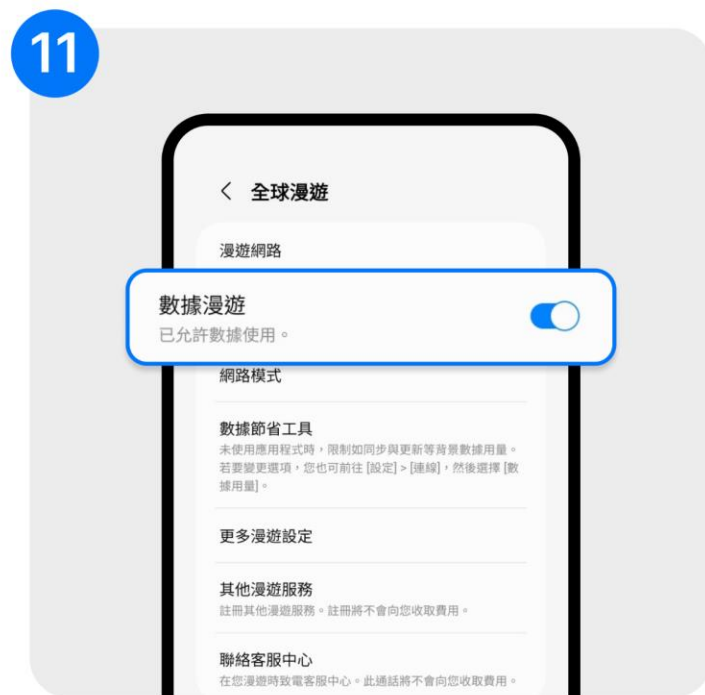 11
全球漫遊
漫遊網路
數據漫遊
已允許數據使用。
網路模式
數據節省工具
未使用應用程式時，限制如同步與更新等背景數據用量。
若要變更選項，您也可前往 [設定] > [連線]，然後選擇 [數
據用量]。
更多漫遊設定
其他漫遊服務
註冊其他漫遊服務。註冊將不會向您收取費用。
聯絡客服中心
在您漫遊時致電客服中心。此通話將不會向您收取費用。